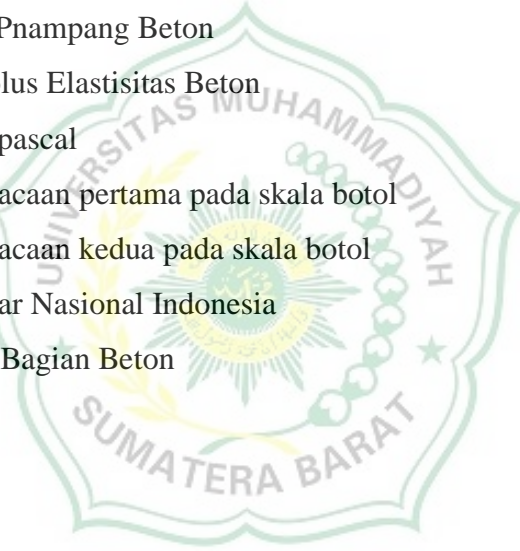 Pnampang Beton
lus Elastisitas Beton
pascal
acaan pertama pada skala botol
acaan kedua pada skala botol
ar Nasional Indonesia
Bagian Beton
UNIVERSITAS MUHAMMADIYAH
SUMATERA BARAT